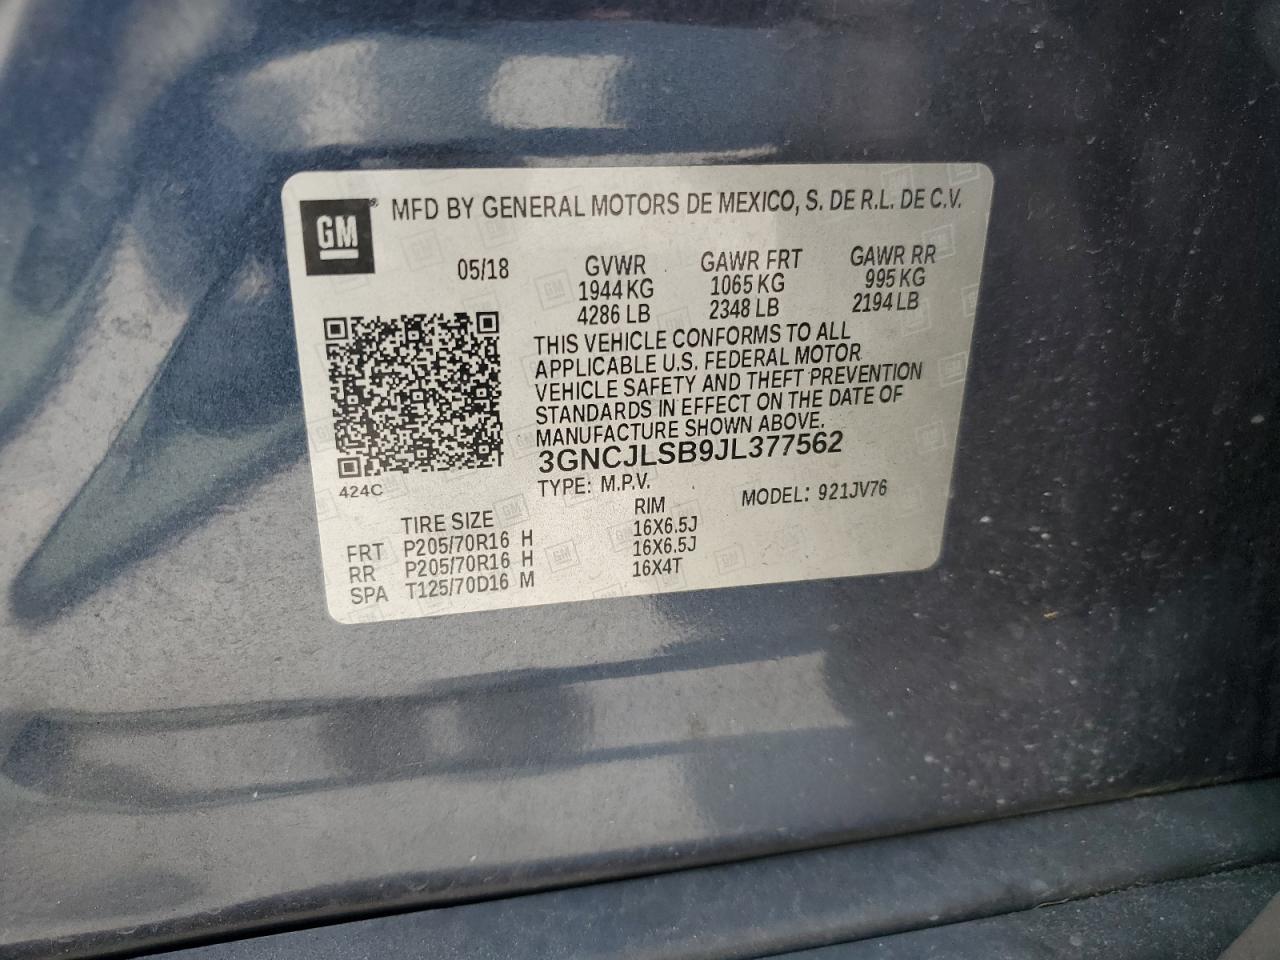 GM® MFD BY GENERAL MOTORS DE MEXICO, S. DE R.L. DE C.V.
05/18 GVWR GAWR FRT GAWR RR
1944 KG 1065 KG 995 KG
4286 LB 2348 LB 2194 LB
THIS VEHICLE CONFORMS TO ALL
APPLICABLE U.S. FEDERAL MOTOR
VEHICLE SAFETY AND THEFT PREVENTION
STANDARDS IN EFFECT ON THE DATE OF
MANUFACTURE SHOWN ABOVE.
3GNCJLSB9JL377562
424C
TYPE: M.P.V. MODEL: 921JV76
TIRE SIZE RIM
FRT P205/70R16 H 16X6.5J
RR P205/70R16 H 16X6.5J
SPA T125/70D16 M 16X4T